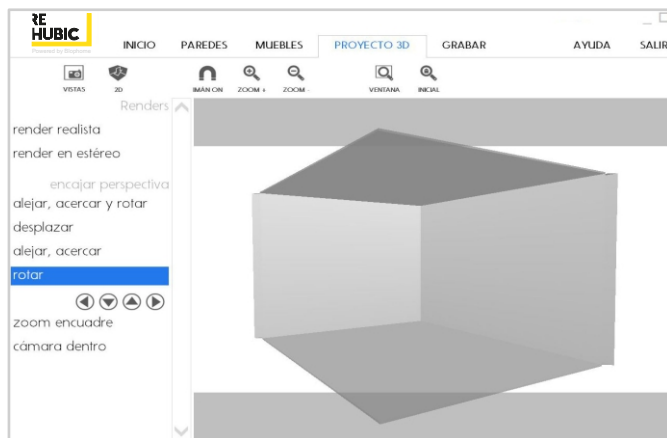 RE
HUBIC
INICIO PAREDES MUEBLES PROYECTO 3D GRABAR AYUDA SALIR
VISTAS 2D IMÁN ON ZOOM + ZOOM - VENTANA INICIAL
Renders
render realista
render en estéreo
encajar perspectiva
alejar, acercar y rotar
desplazar
alejar, acercar
rotar
zoom encuadre
cámara dentro